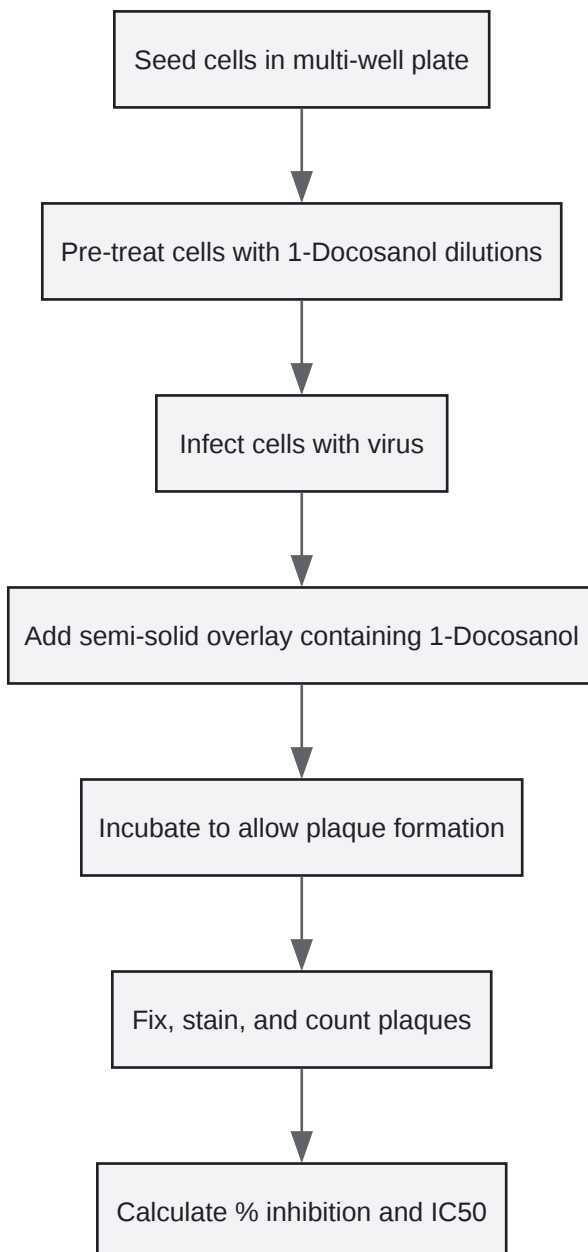 Seed cells in multi-well plate
Pre-treat cells with 1-Docosanol dilutions
Infect cells with virus
Add semi-solid overlay containing 1-Docosanol
Incubate to allow plaque formation
Fix, stain, and count plaques
Calculate % inhibition and IC50